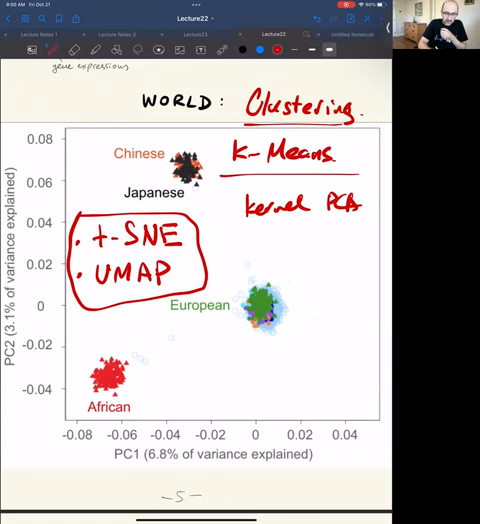 8:00 AM Fri Oct 21
Lecture22
60%
Lecture Notes 1
Lecture Notes 2
Lecture23
Lecture22
Untitled Notebook
gene expressions
WORLD: Clustering.
K-Means
kernel PCA
Chinese
Japanese
• t-SNE
• UMAP
European
African
PC2 (3.1% of variance explained)
0.08
0.06
0.04
0.02
0
-0.02
-0.04
-0.08 -0.06 -0.04 -0.02 0 0.02 0.04
PC1 (6.8% of variance explained)
-5-